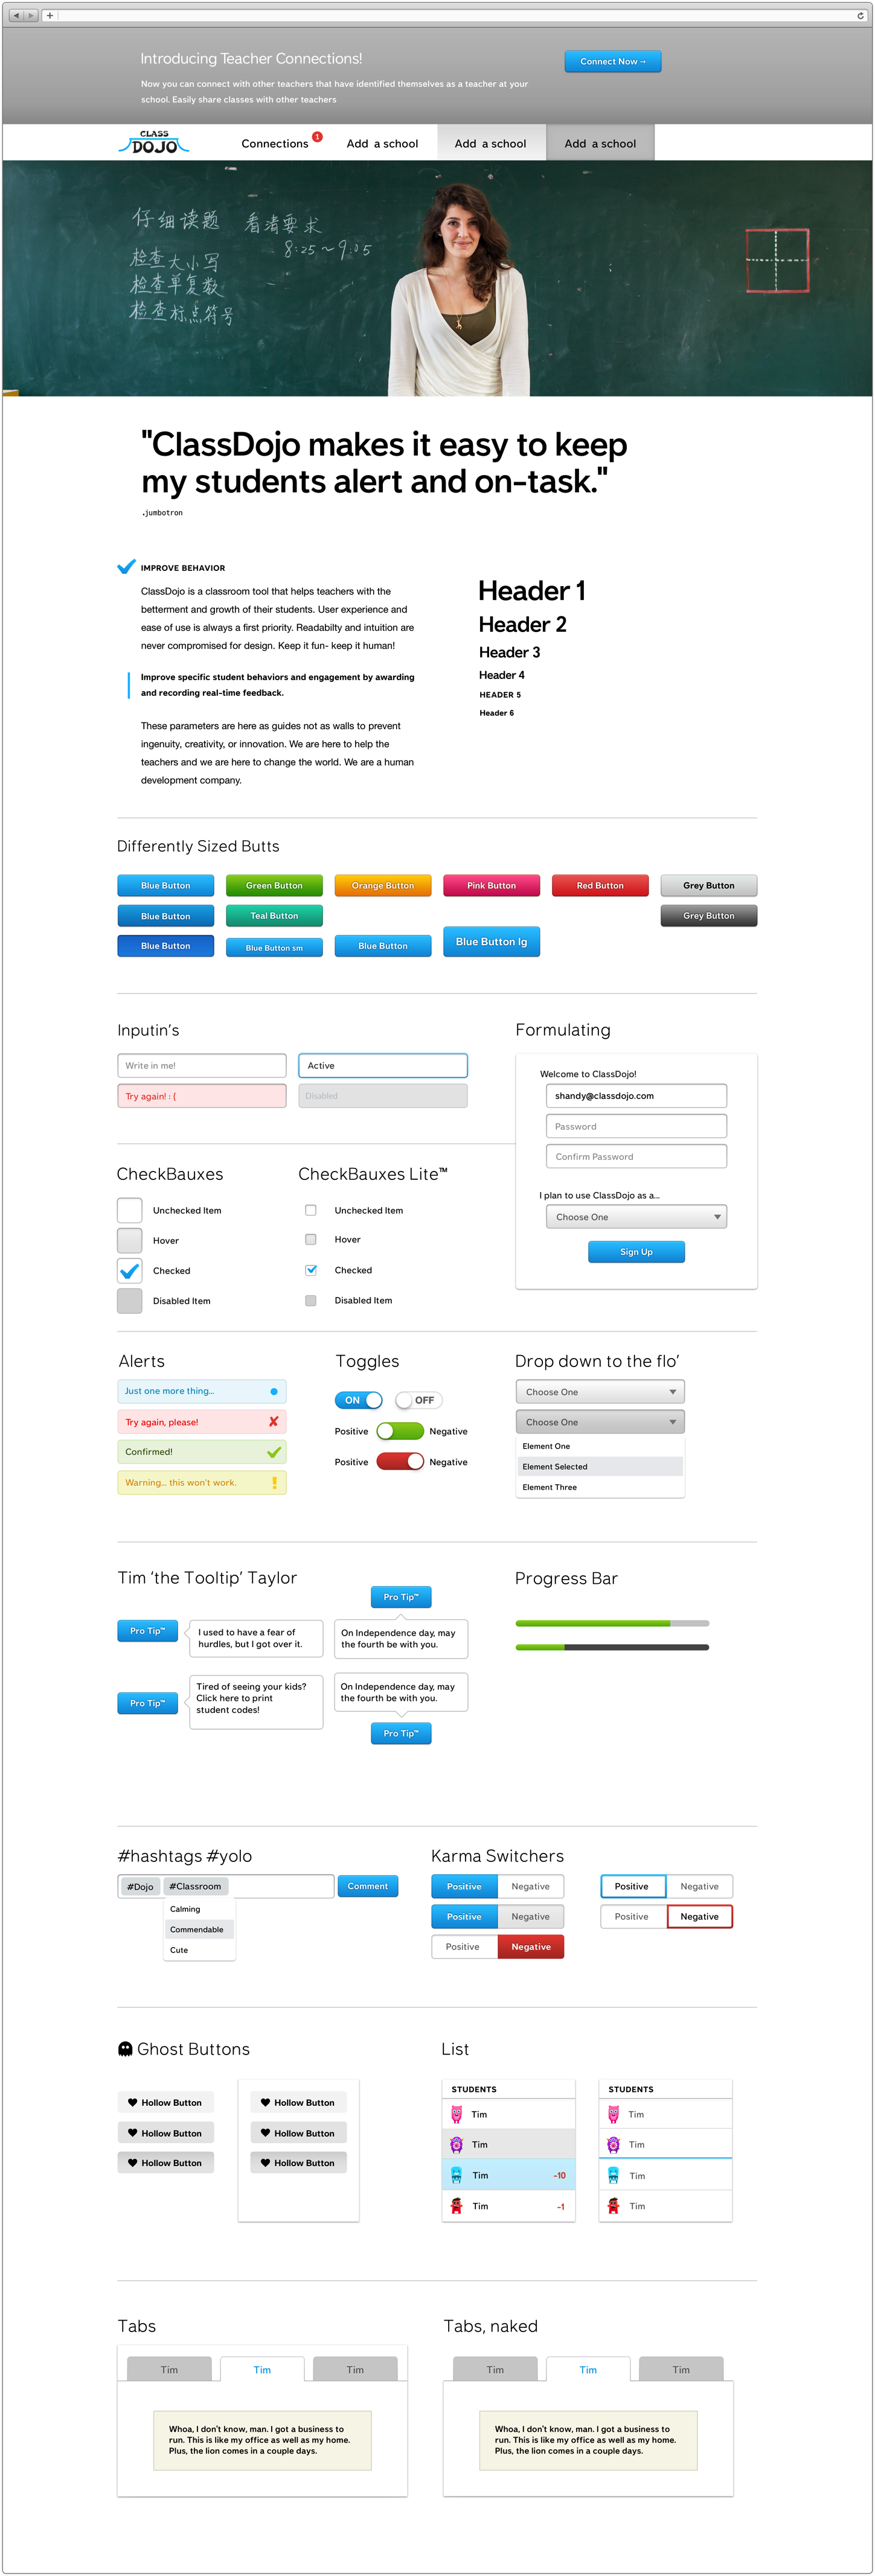 Introducing Teacher Connections!
Now you can connect with other teachers that have identified themselves as a teacher at your
school. Easily share classes with other teachers
Connect Now →
CLASS
DOJO
Connections 1
Add a school
Add a school
Add a school
仔细读题 看清要求
8:25~9:05
检查大小写
检查单复数
检查标点符号
"ClassDojo makes it easy to keep
my students alert and on-task."
.jumbotron
IMPROVE BEHAVIOR
ClassDojo is a classroom tool that helps teachers with the
betterment and growth of their students. User experience and
ease of use is always a first priority. Readabilty and intuition are
never compromised for design. Keep it fun- keep it human!
Improve specific student behaviors and engagement by awarding
and recording real-time feedback.
These parameters are here as guides not as walls to prevent
ingenuity, creativity, or innovation. We are here to help the
teachers and we are here to change the world. We are a human
development company.
Header 1
Header 2
Header 3
Header 4
HEADER 5
Header 6
Differently Sized Butts
Blue Button
Green Button
Orange Button
Pink Button
Red Button
Grey Button
Blue Button
Teal Button
Grey Button
Blue Button
Blue Button sm
Blue Button
Blue Button lg
Inputin's
Write in me!
Active
Try again! : (
Disabled
Formulating
Welcome to ClassDojo!
shandy@classdojo.com
Password
Confirm Password
I plan to use ClassDojo as a...
Choose One
Sign Up
CheckBauxes
Unchecked Item
Hover
Checked
Disabled Item
CheckBauxes Lite™
Unchecked Item
Hover
Checked
Disabled Item
Alerts
Just one more thing...
Try again, please!
Confirmed!
Warning... this won't work.
Toggles
ON
OFF
Positive Negative
Positive Negative
Drop down to the flo'
Choose One
Choose One
Element One
Element Selected
Element Three
Tim 'the Tooltip' Taylor
Pro Tip™
I used to have a fear of
hurdles, but I got over it.
Pro Tip™
On Independence day, may
the fourth be with you.
Pro Tip™
Tired of seeing your kids?
Click here to print
student codes!
On Independence day, may
the fourth be with you.
Pro Tip™
Progress Bar
#hashtags #yolo
#Dojo #Classroom
Comment
Calming
Commendable
Cute
Karma Switchers
Positive Negative
Positive Negative
Positive Negative
Positive Negative
Positive Negative
Ghost Buttons
Hollow Button
Hollow Button
Hollow Button
Hollow Button
Hollow Button
Hollow Button
List
STUDENTS
Tim
Tim
Tim -10
Tim -1
STUDENTS
Tim
Tim
Tim
Tim
Tabs
Tim
Tim
Tim
Whoa, I don't know, man. I got a business to
run. This is like my office as well as my home.
Plus, the lion comes in a couple days.
Tabs, naked
Tim
Tim
Tim
Whoa, I don't know, man. I got a business to
run. This is like my office as well as my home.
Plus, the lion comes in a couple days.